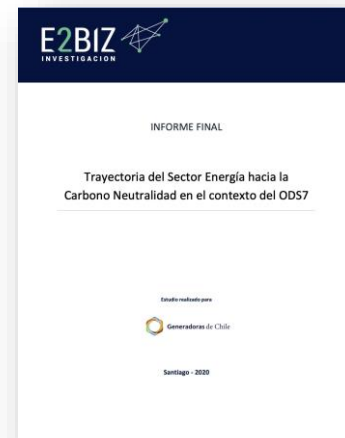 E2BIZ
INVESTIGACION
INFORME FINAL
Trayectoria del Sector Energía hacia la
Carbono Neutralidad en el contexto del ODS7
Estudio realizado para
Generadoras de Chile
Santiago - 2020